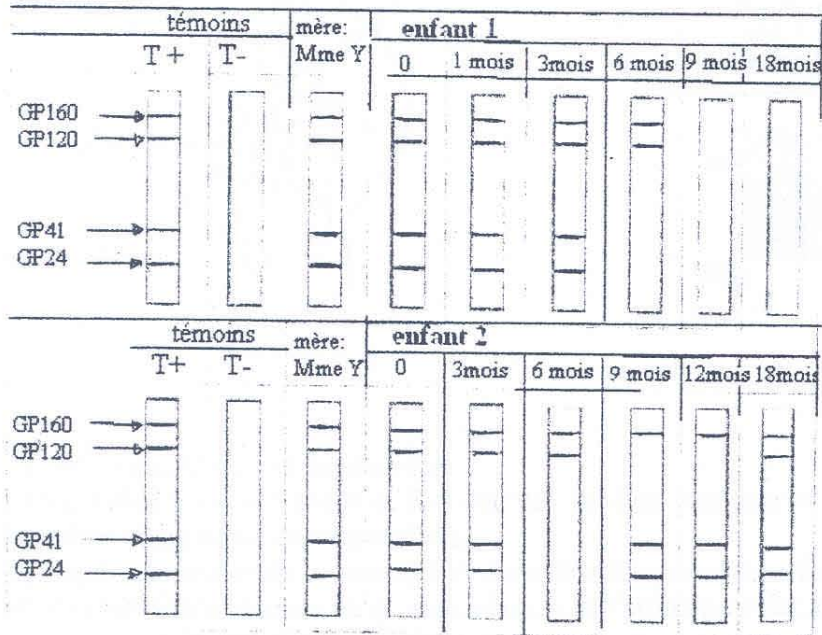 témoins mère: enfant 1
T + T- Mme Y 0 1 mois 3mois 6 mois 9 mois 18mois
GP160
GP120
GP41
GP24
témoins mère: enfant 2
T+ T- Mme Y 0 3mois 6 mois 9 mois 12mois 18mois
GP160
GP120
GP41
GP24